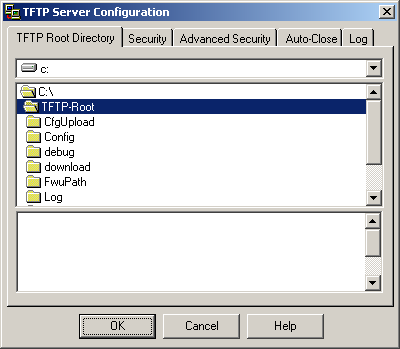 TFTP Server Configuration
TFTP Root Directory Security Advanced Security Auto-Close Log
c:
C:\
TFTP-Root
CfgUpload
Config
debug
download
FwuPath
Log
OK Cancel Help